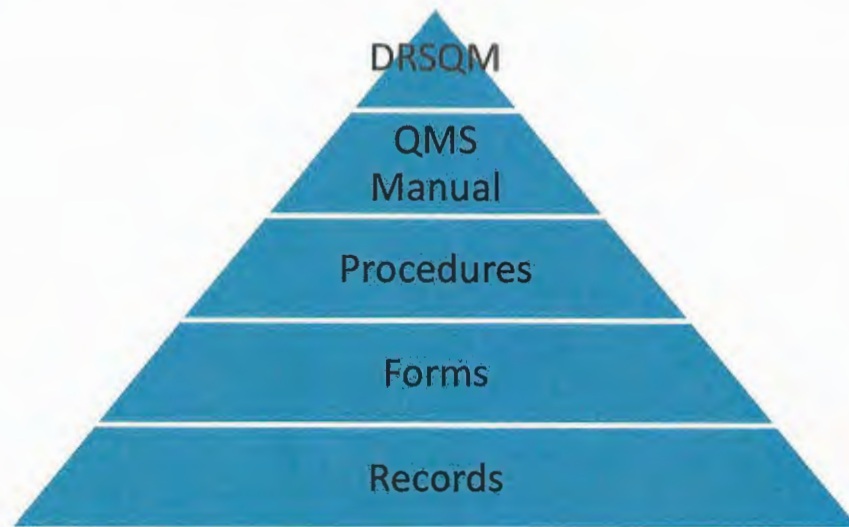 DRSQM
QMS
Manual
Procedures
Forms
Records